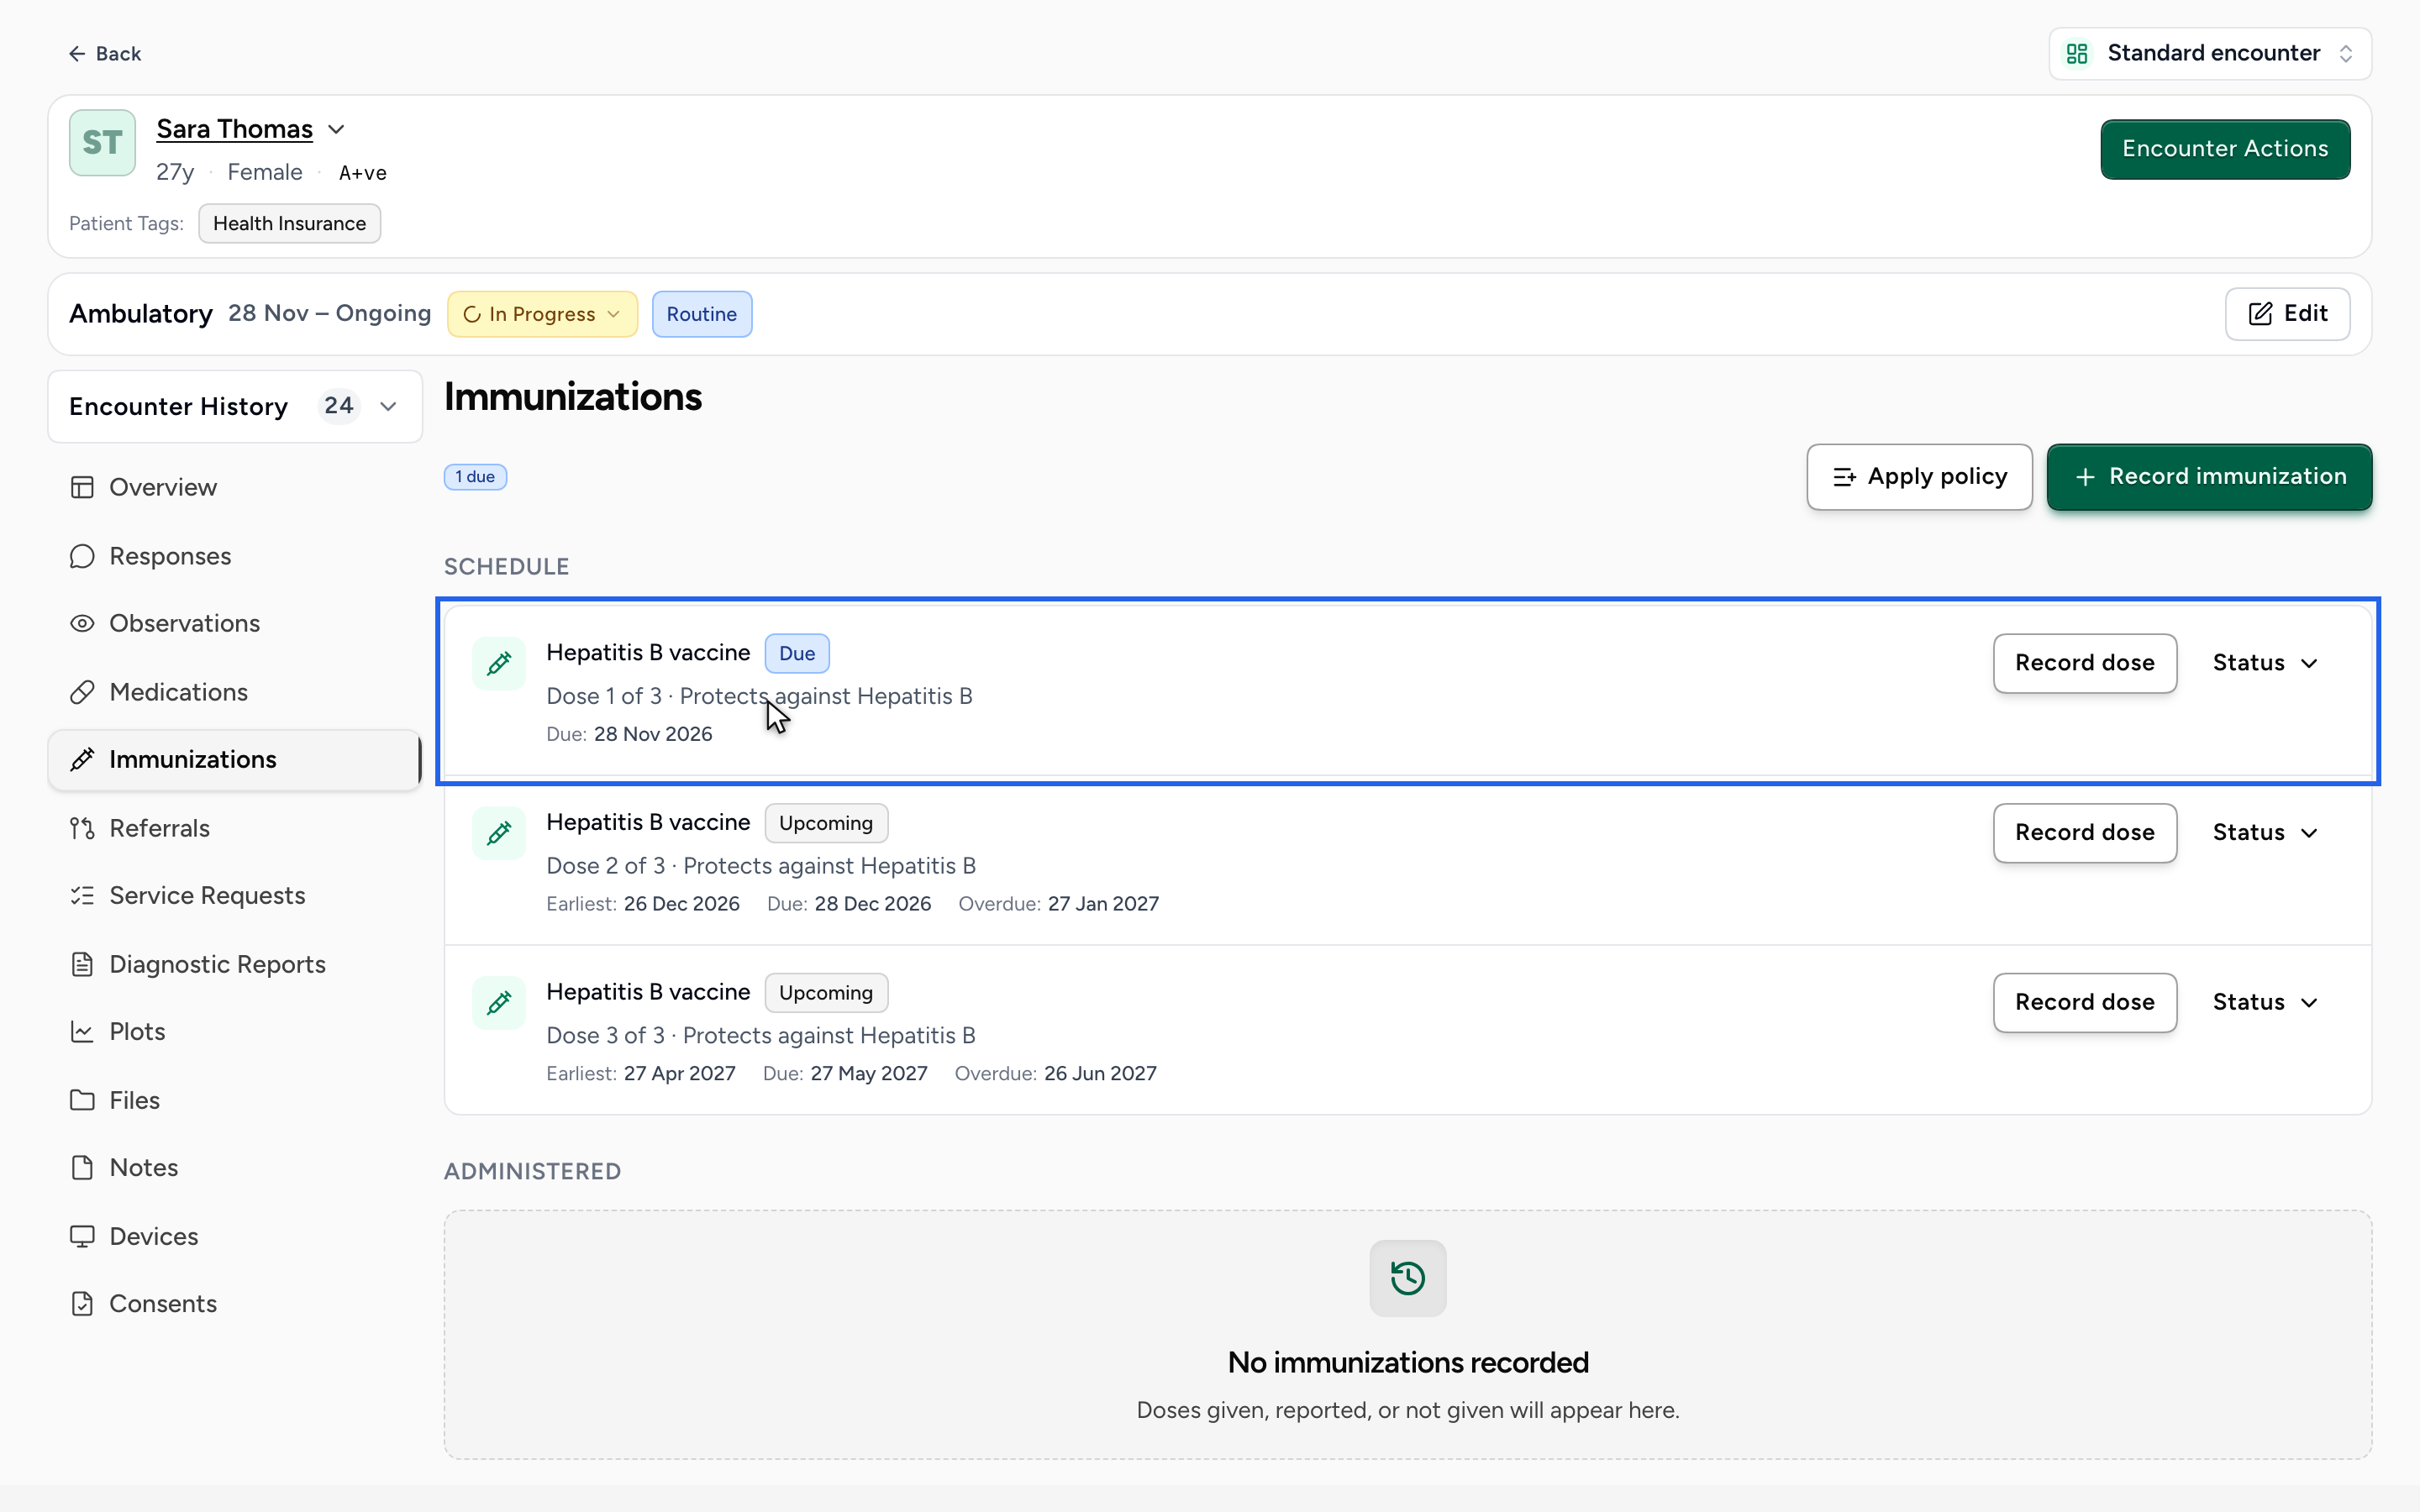 Back
Standard encounter
ST
Sara Thomas
27y · Female · A+ve
Encounter Actions
Patient Tags: Health Insurance
Ambulatory 28 Nov – Ongoing In Progress Routine
Edit
Encounter History 24
Immunizations
1 due
Apply policy
Record immunization
Overview
Responses
Observations
Medications
Immunizations
Referrals
Service Requests
Diagnostic Reports
Plots
Files
Notes
Devices
Consents
SCHEDULE
Hepatitis B vaccine Due
Dose 1 of 3 · Protects against Hepatitis B
Due: 28 Nov 2026
Record dose
Status
Hepatitis B vaccine Upcoming
Dose 2 of 3 · Protects against Hepatitis B
Earliest: 26 Dec 2026 Due: 28 Dec 2026 Overdue: 27 Jan 2027
Record dose
Status
Hepatitis B vaccine Upcoming
Dose 3 of 3 · Protects against Hepatitis B
Earliest: 27 Apr 2027 Due: 27 May 2027 Overdue: 26 Jun 2027
Record dose
Status
ADMINISTERED
No immunizations recorded
Doses given, reported, or not given will appear here.